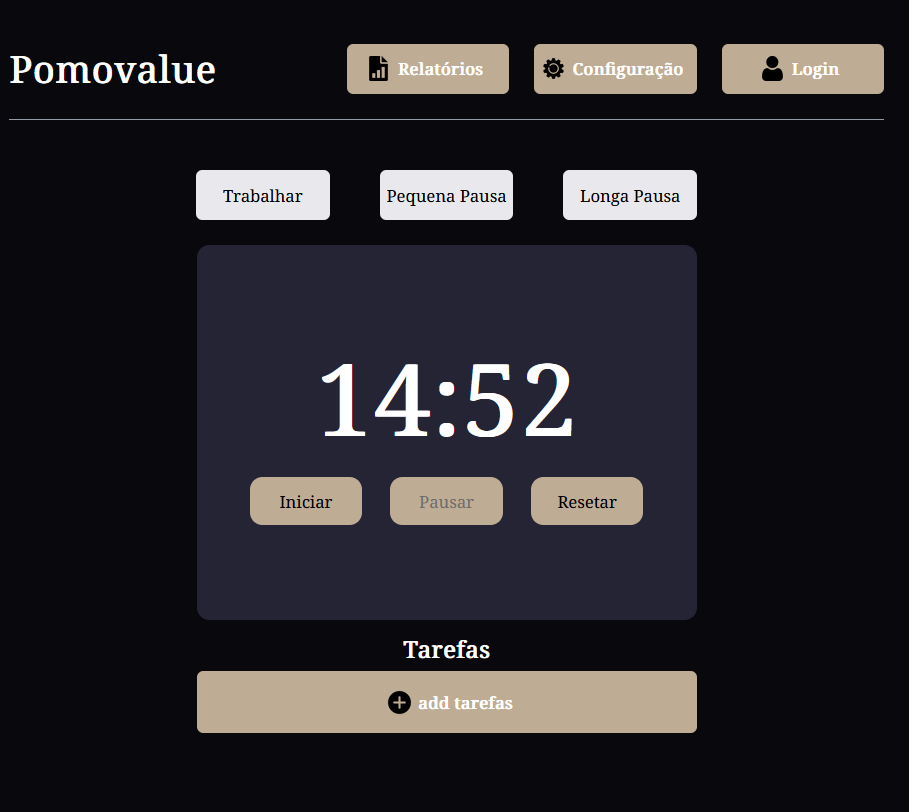 Pomovalue
Relatórios
Configuração
Login
Trabalhar
Pequena Pausa
Longa Pausa
14:52
Iniciar
Pausar
Resetar
Tarefas
add tarefas